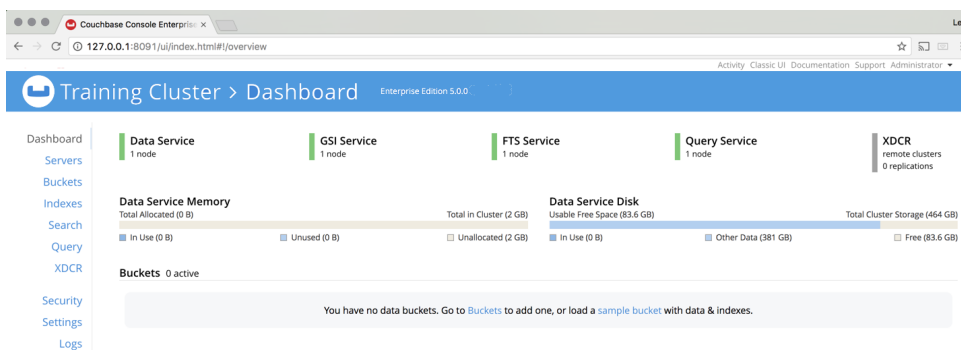 Couchbase Console Enterprise ×
Le
127.0.0.1:8091/ui/index.html#!/overview
Activity Classic UI Documentation Support Administrator
Training Cluster > Dashboard Enterprise Edition 5.0.0
Dashboard
Servers
Buckets
Indexes
Search
Query
XDCR
Security
Settings
Logs
Data Service
1 node
GSI Service
1 node
FTS Service
1 node
Query Service
1 node
XDCR
remote clusters
0 replications
Data Service Memory
Total Allocated (0 B) Total in Cluster (2 GB)
In Use (0 B) Unused (0 B) Unallocated (2 GB)
Data Service Disk
Usable Free Space (83.6 GB) Total Cluster Storage (464 GB)
In Use (0 B) Other Data (381 GB) Free (83.6 GB)
Buckets 0 active
You have no data buckets. Go to Buckets to add one, or load a sample bucket with data & indexes.